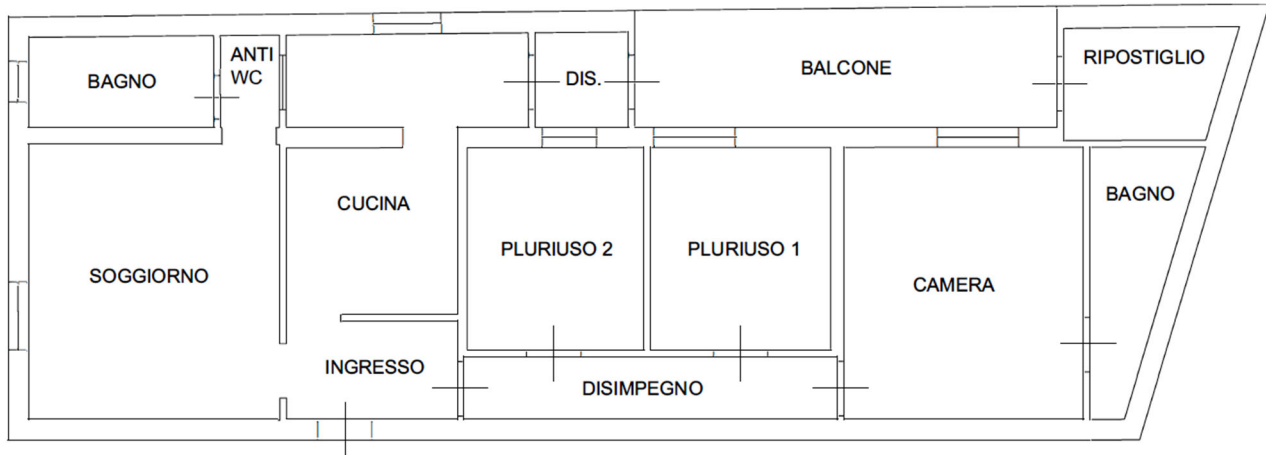 BAGNO
ANTI
WC
DIS.
BALCONE
RIPOSTIGLIO
SOGGIORNO
CUCINA
PLURIUSO 2
PLURIUSO 1
CAMERA
BAGNO
INGRESSO
DISIMPEGNO